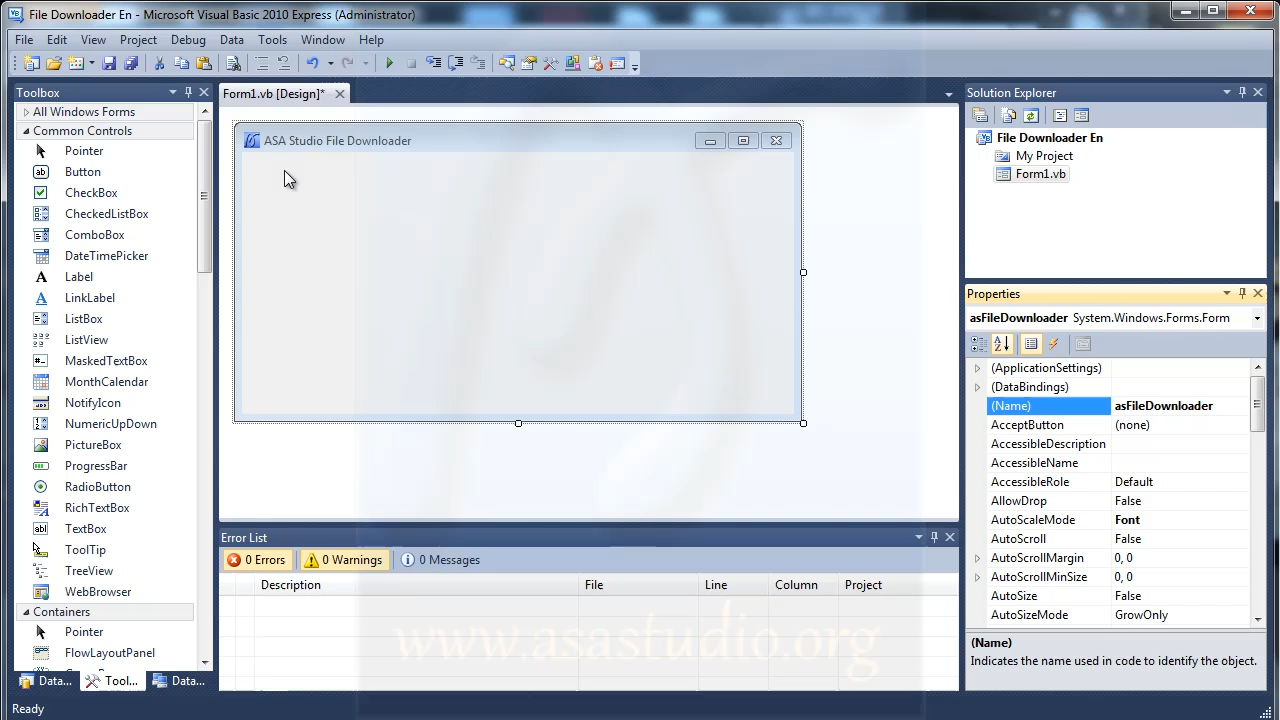 File Downloader En - Microsoft Visual Basic 2010 Express (Administrator)
File Edit View Project Debug Data Tools Window Help
Toolbox
All Windows Forms
Common Controls
Pointer
Button
CheckBox
CheckedListBox
ComboBox
DateTimePicker
Label
LinkLabel
ListBox
ListView
MaskedTextBox
MonthCalendar
NotifyIcon
NumericUpDown
PictureBox
ProgressBar
RadioButton
RichTextBox
TextBox
ToolTip
TreeView
WebBrowser
Containers
Pointer
FlowLayoutPanel
Data... Tool... Data...
Form1.vb [Design]*
ASA Studio File Downloader
Error List
0 Errors 0 Warnings 0 Messages
Description File Line Column Project
www.asastudio.org
Solution Explorer
File Downloader En
My Project
Form1.vb
Properties
asFileDownloader System.Windows.Forms.Form
(ApplicationSettings)
(DataBindings)
(Name) asFileDownloader
AcceptButton (none)
AccessibleDescription
AccessibleName
AccessibleRole Default
AllowDrop False
AutoScaleMode Font
AutoScroll False
AutoScrollMargin 0, 0
AutoScrollMinSize 0, 0
AutoSize False
AutoSizeMode GrowOnly
(Name)
Indicates the name used in code to identify the object.
Ready